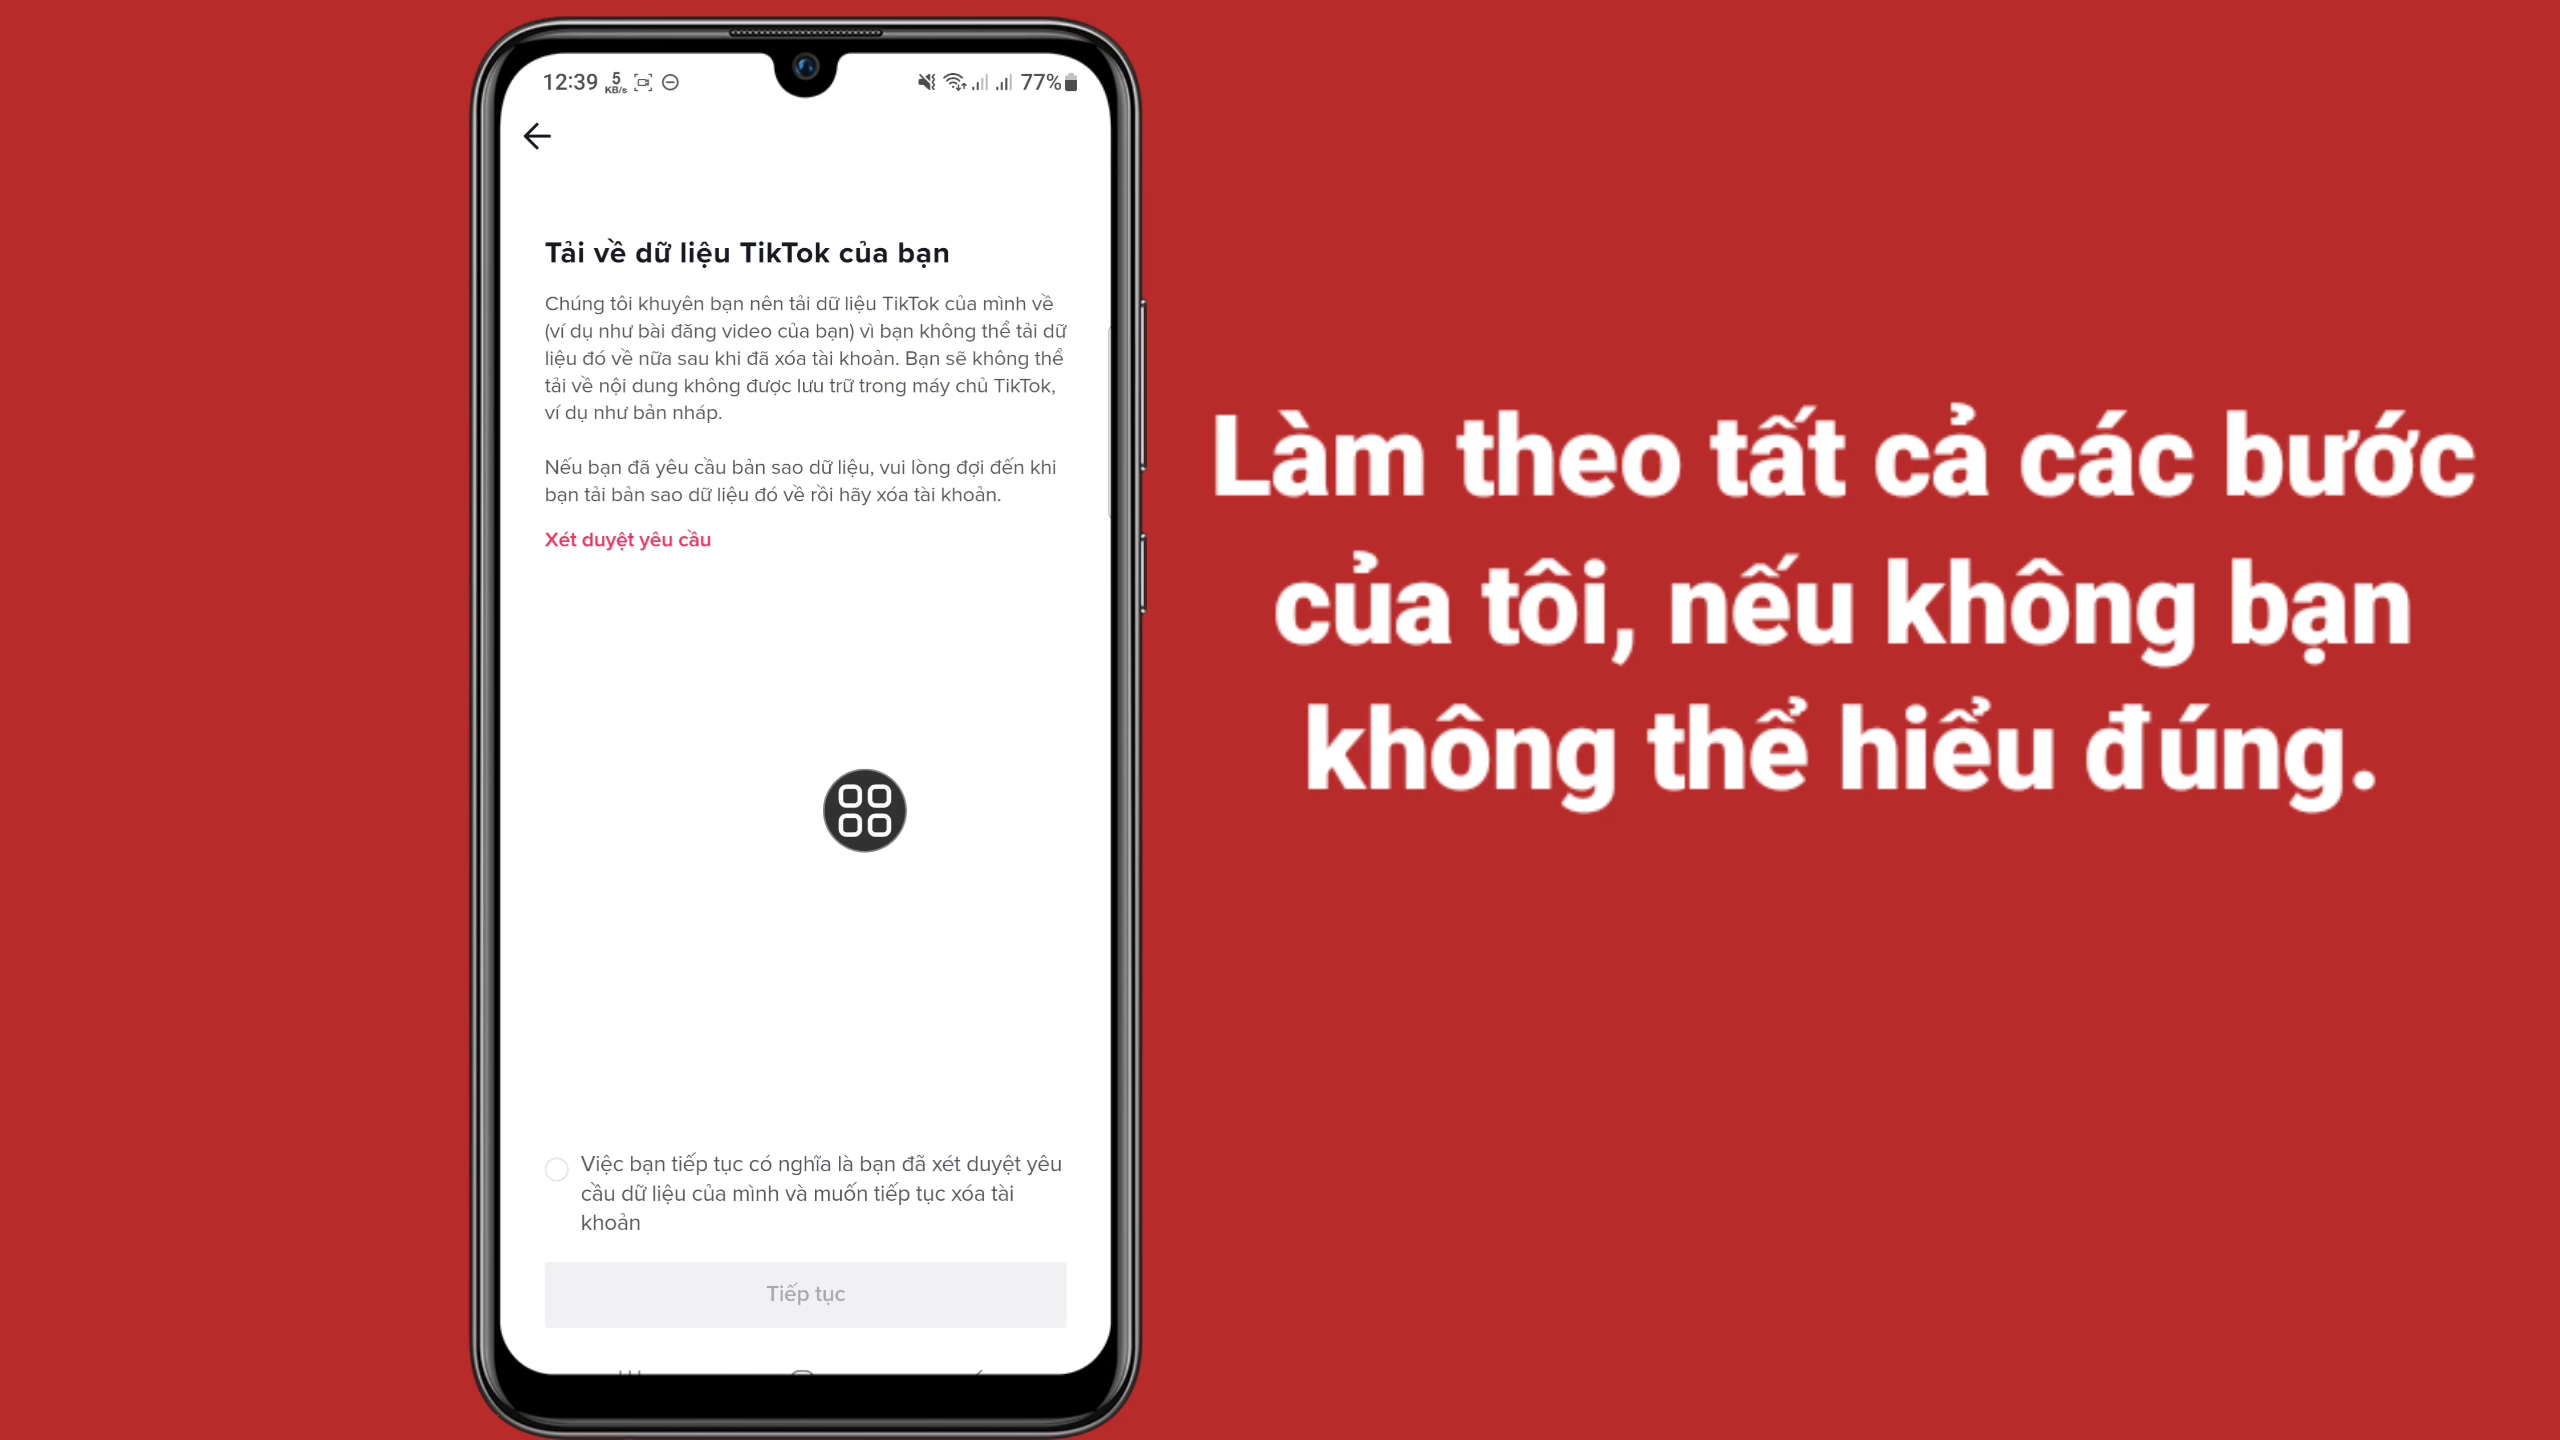 12:39 5 KB/s 77%
Tải về dữ liệu TikTok của bạn
Chúng tôi khuyên bạn nên tải dữ liệu TikTok của mình về
(ví dụ như bài đăng video của bạn) vì bạn không thể tải dữ
liệu đó về nữa sau khi đã xóa tài khoản. Bạn sẽ không thể
tải về nội dung không được lưu trữ trong máy chủ TikTok,
ví dụ như bản nháp.
Nếu bạn đã yêu cầu bản sao dữ liệu, vui lòng đợi đến khi
bạn tải bản sao dữ liệu đó về rồi hãy xóa tài khoản.
Xét duyệt yêu cầu
Việc bạn tiếp tục có nghĩa là bạn đã xét duyệt yêu
cầu dữ liệu của mình và muốn tiếp tục xóa tài
khoản
Tiếp tục
Làm theo tất cả các bước
của tôi, nếu không bạn
không thể hiểu đúng.